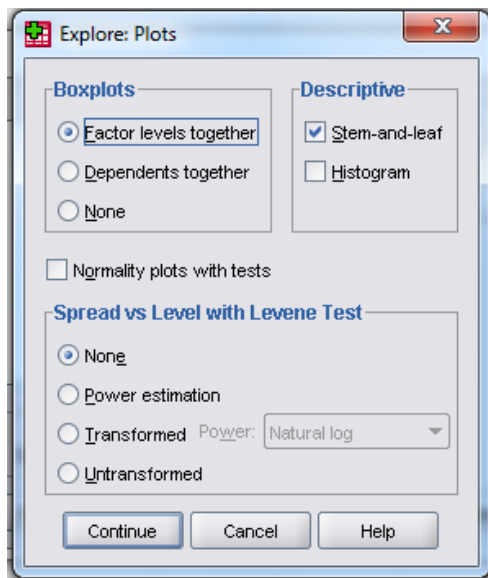 Explore: Plots
X
Boxplots
Factor levels together
Dependents together
None
Descriptive
Stem-and-leaf
Histogram
Normality plots with tests
Spread vs Level with Levene Test
None
Power estimation
Transformed Power: Natural log
Untransformed
Continue Cancel Help